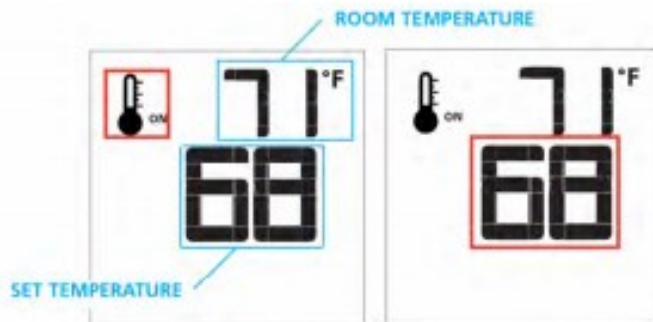 ROOM TEMPERATURE
ON 71 °F
68
SET TEMPERATURE
ON 71 °F
68